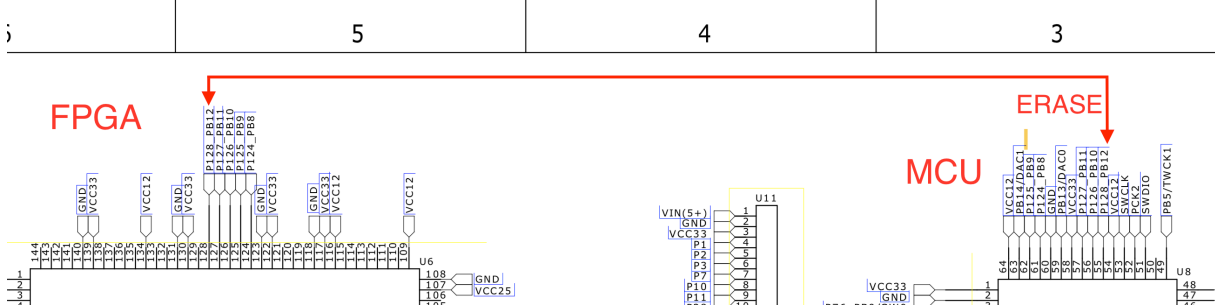 5 4 3
FPGA
ERASE
MCU
P128_PB12
P127_PB11
P126_PB10
P125_PB9
P124_PB8
GND
VCC33
VCC12
GND
VCC33
GND
VCC33
GND
VCC33
VCC12
VCC12
144
143
142
141
140
139
138
137
136
135
134
133
132
131
130
129
128
127
126
125
124
123
122
121
120
119
118
117
116
115
114
113
112
111
110
109
U6
1
2
3
108 GND
107 VCC25
106
U11
VIN(5+) 1
GND 2
VCC33 3
P1 4
P2 5
P3 6
P7 7
P10 8
P11 9
VCC12
PB14/DAC1
P125_PB9
P124_PB8
GND
PB13/DAC0
VCC33
P127_PB11
P126_PB10
P128_PB12
VCC12
SWCLK
PCK2
SWDIO
PB5/TWCK1
64
63
62
61
60
59
58
57
56
55
54
53
52
51
50
49
U8
VCC33 1
GND 2
48
47